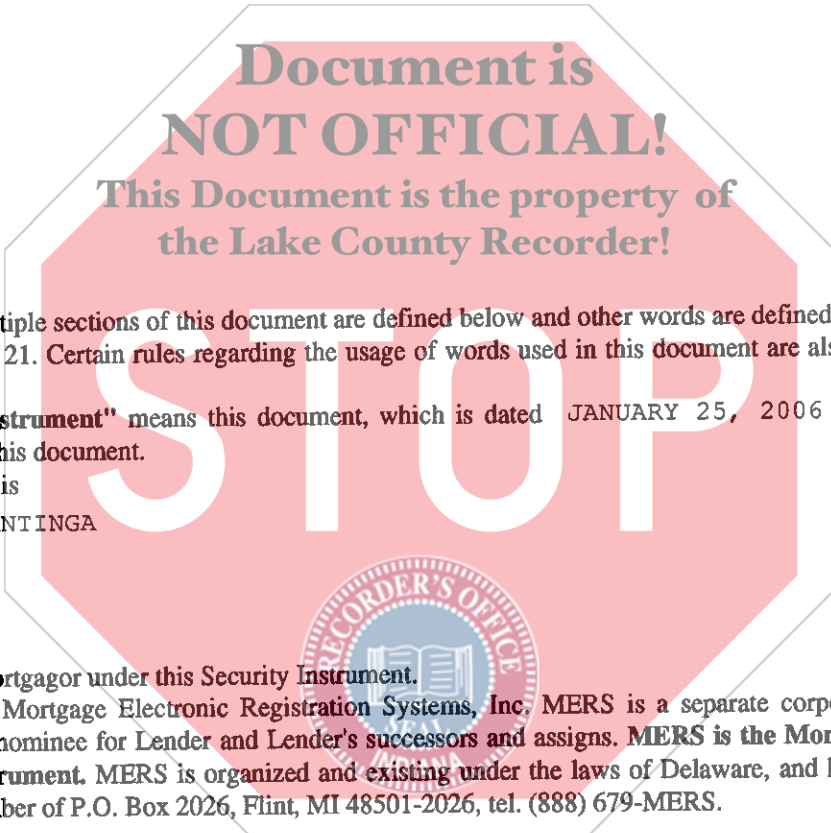 Document is
NOT OFFICIAL!
This Document is the property of
the Lake County Recorder!
tiple sections of this document are defined below and other words are defined
21. Certain rules regarding the usage of words used in this document are als
strument" means this document, which is dated JANUARY 25, 2006
his document.
is
NTINGA
STOP
RECORDER'S OFFICE
SEAL
INDIANA
rtgagor under this Security Instrument.
Mortgage Electronic Registration Systems, Inc. MERS is a separate corp
nominee for Lender and Lender's successors and assigns. MERS is the Mor
rument. MERS is organized and existing under the laws of Delaware, and
ber of P.O. Box 2026, Flint, MI 48501-2026, tel. (888) 679-MERS.